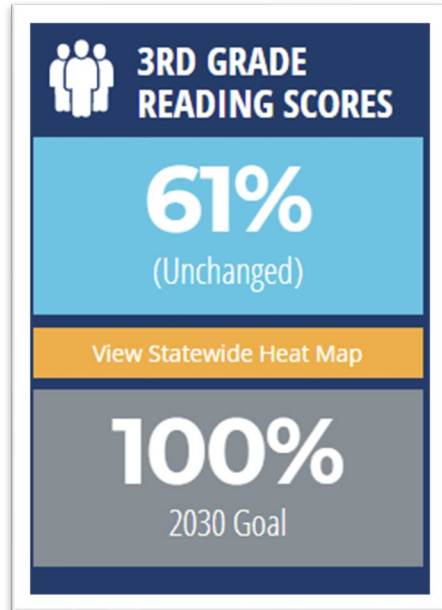 3RD GRADE
READING SCORES
61%
(Unchanged)
View Statewide Heat Map
100%
2030 Goal